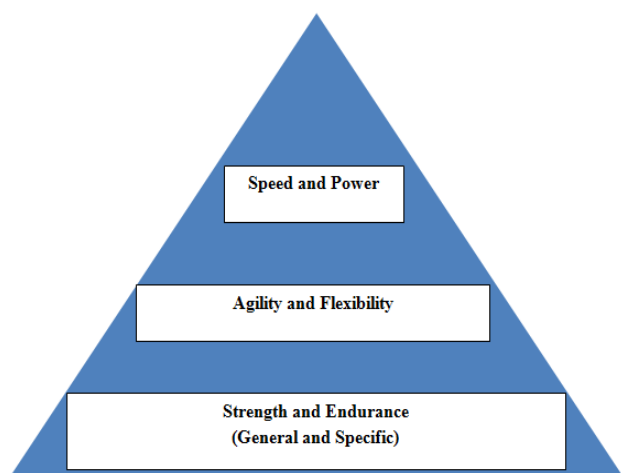 Speed and Power
Agility and Flexibility
Strength and Endurance
(General and Specific)